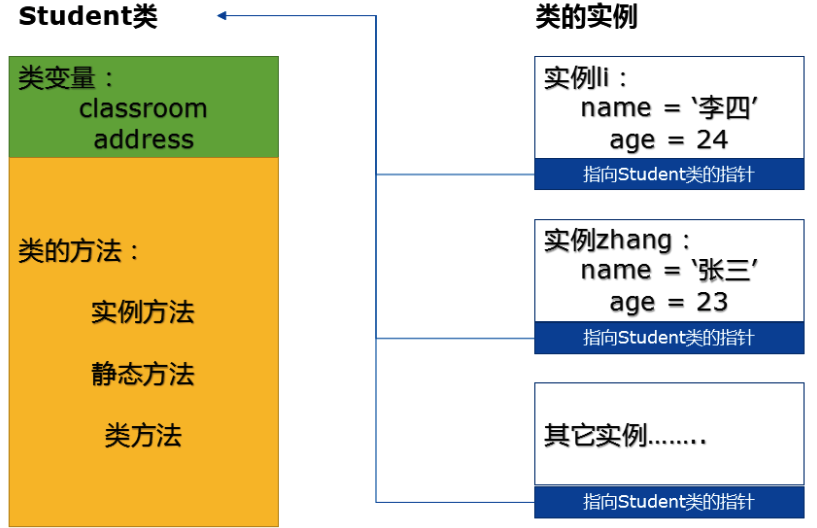 Student类
类变量：
classroom
address
类的方法：
实例方法
静态方法
类方法
类的实例
实例li：
name = ‘李四’
age = 24
指向Student类的指针
实例zhang：
name = ‘张三’
age = 23
指向Student类的指针
其它实例……..
指向Student类的指针